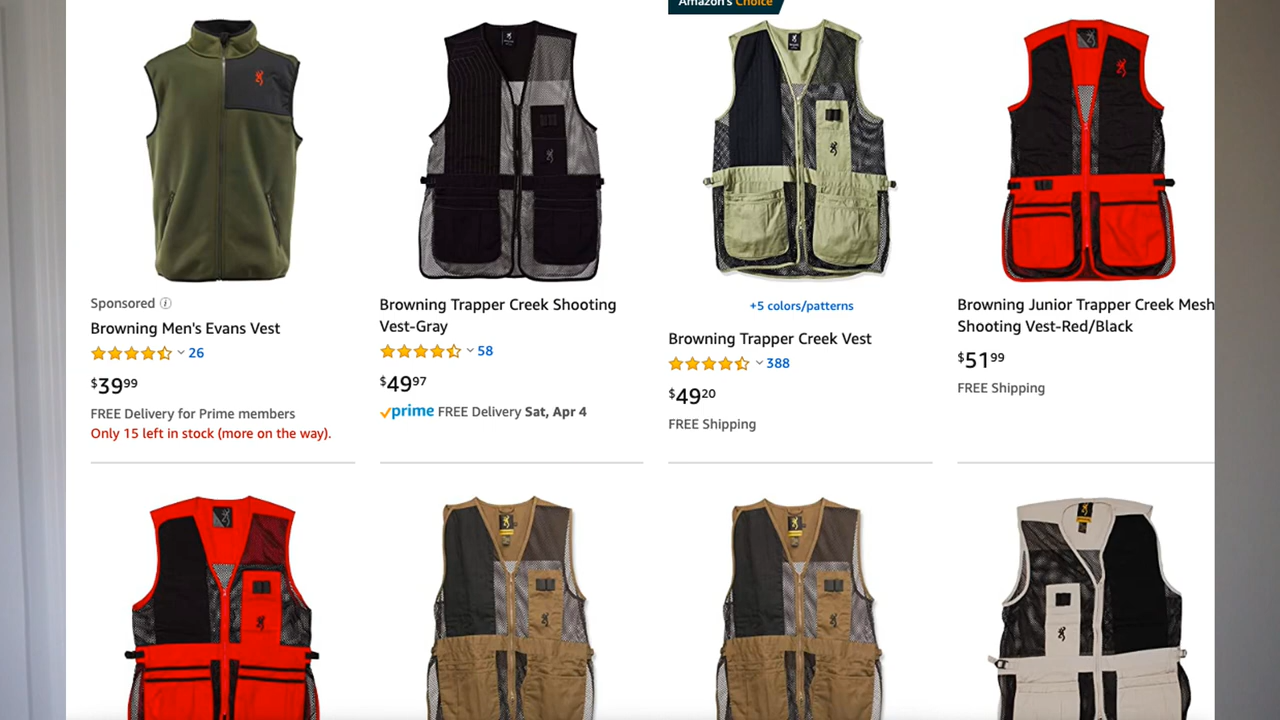 Amazon's Choice
Sponsored
Browning Men's Evans Vest
26
$39 99
FREE Delivery for Prime members
Only 15 left in stock (more on the way).
Browning Trapper Creek Shooting
Vest-Gray
58
$49 97
prime FREE Delivery Sat, Apr 4
+5 colors/patterns
Browning Trapper Creek Vest
388
$49 20
FREE Shipping
Browning Junior Trapper Creek Mesh
Shooting Vest-Red/Black
$51 99
FREE Shipping